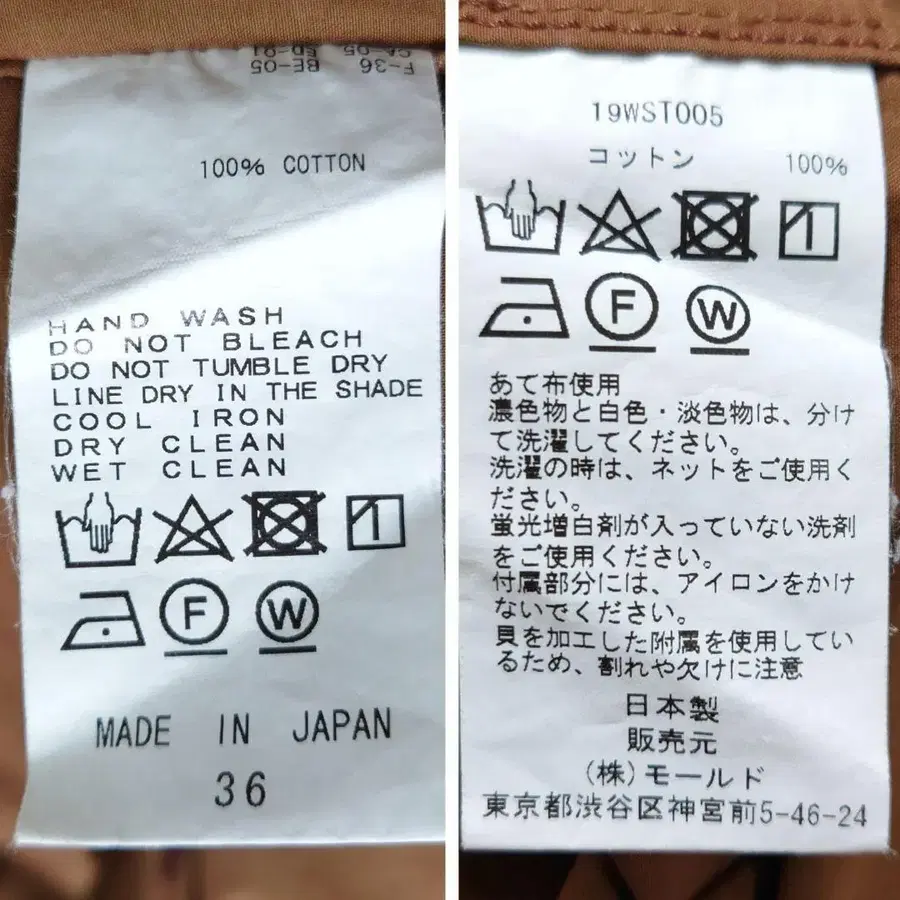 F-36 BE-05
100% COTTON
HAND WASH
DO NOT BLEACH
DO NOT TUMBLE DRY
LINE DRY IN THE SHADE
COOL IRON
DRY CLEAN
WET CLEAN
F W
MADE IN JAPAN
36
19WST005
コットン 100%
F W
あて布使用
濃色物と白色・淡色物は、分け
て洗濯してください。
洗濯の時は、ネットをご使用く
ださい。
蛍光増白剤が入っていない洗剤
をご使用ください。
付属部分には、アイロンをかけ
ないでください。
貝を加工した附属を使用してい
るため、割れや欠けに注意
日本製
販売元
(株)モールド
東京都渋谷区神宮前5-46-24